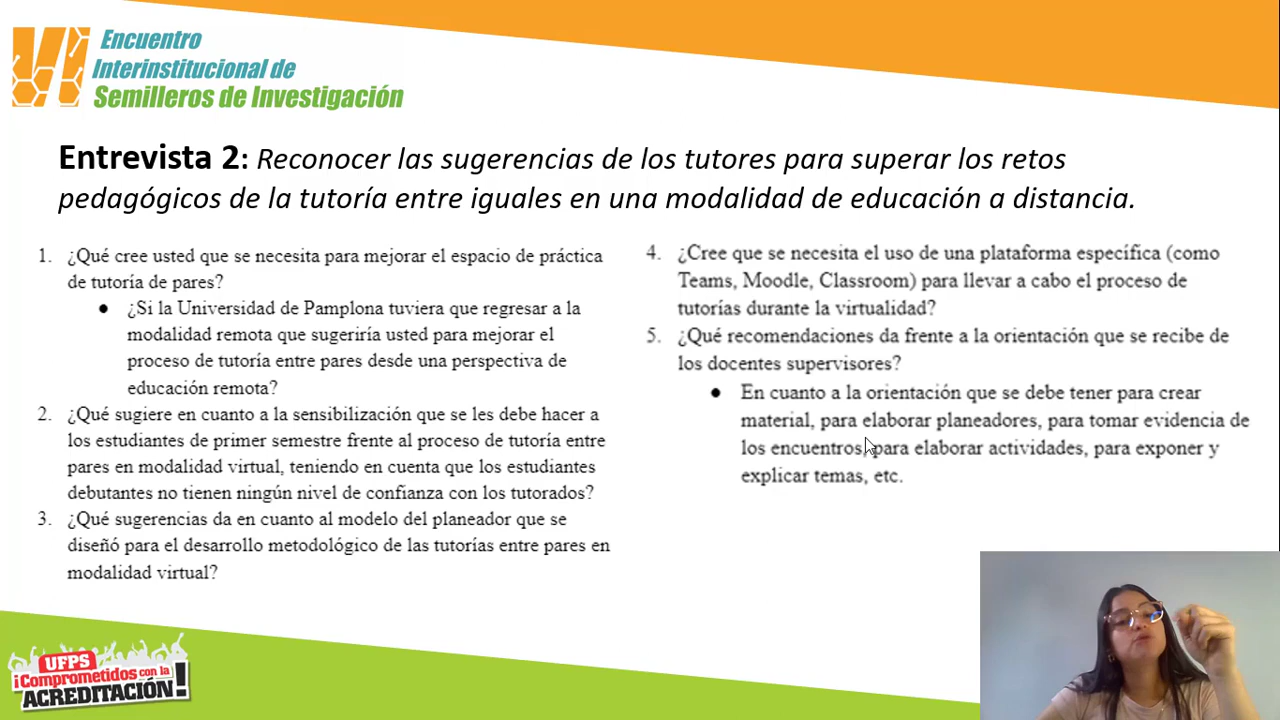 Encuentro
Interinstitucional de
Semilleros de Investigación
Entrevista 2: Reconocer las sugerencias de los tutores para superar los retos
pedagógicos de la tutoría entre iguales en una modalidad de educación a distancia.
1. ¿Qué cree usted que se necesita para mejorar el espacio de práctica
de tutoría de pares?
● ¿Si la Universidad de Pamplona tuviera que regresar a la
modalidad remota que sugeriría usted para mejorar el
proceso de tutoría entre pares desde una perspectiva de
educación remota?
2. ¿Qué sugiere en cuanto a la sensibilización que se les debe hacer a
los estudiantes de primer semestre frente al proceso de tutoría entre
pares en modalidad virtual, teniendo en cuenta que los estudiantes
debutantes no tienen ningún nivel de confianza con los tutorados?
3. ¿Qué sugerencias da en cuanto al modelo del planeador que se
diseñó para el desarrollo metodológico de las tutorías entre pares en
modalidad virtual?
4. ¿Cree que se necesita el uso de una plataforma específica (como
Teams, Moodle, Classroom) para llevar a cabo el proceso de
tutorías durante la virtualidad?
5. ¿Qué recomendaciones da frente a la orientación que se recibe de
los docentes supervisores?
● En cuanto a la orientación que se debe tener para crear
material, para elaborar planeadores, para tomar evidencia de
los encuentros, para elaborar actividades, para exponer y
explicar temas, etc.
UFPS
¡Comprometidos con la
ACREDITACIÓN!